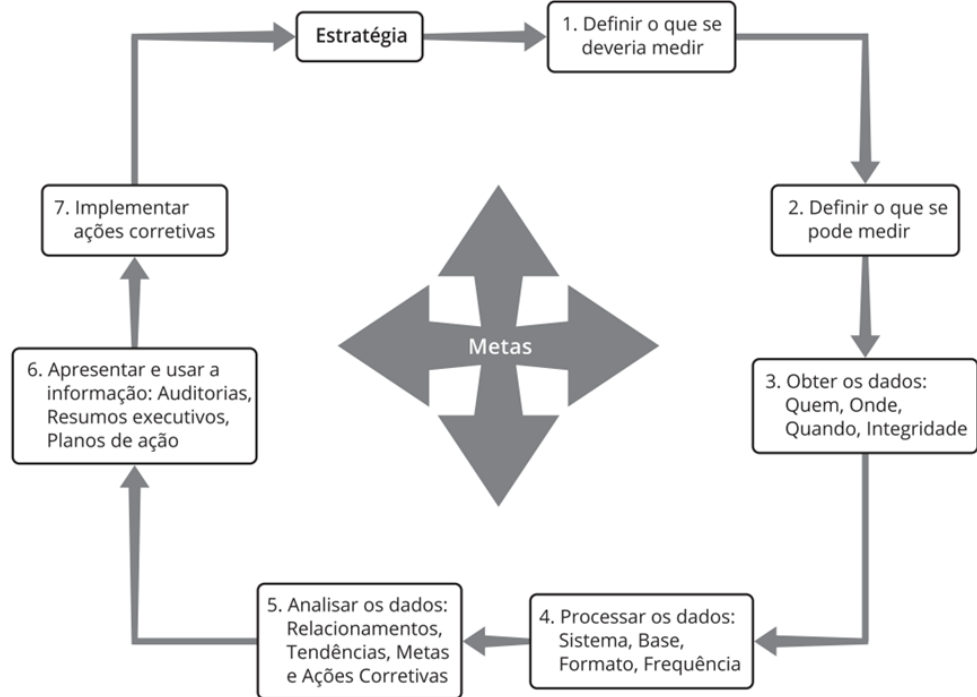 Estratégia
1. Definir o que se
deveria medir
2. Definir o que se
pode medir
3. Obter os dados:
Quem, Onde,
Quando, Integridade
4. Processar os dados:
Sistema, Base,
Formato, Frequência
5. Analisar os dados:
Relacionamentos,
Tendências, Metas
e Ações Corretivas
6. Apresentar e usar a
informação: Auditorias,
Resumos executivos,
Planos de ação
7. Implementar
ações corretivas
Metas